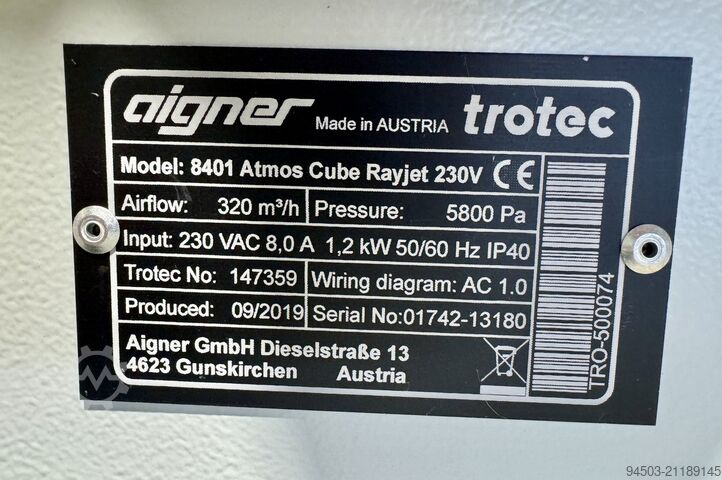 aigner Made in AUSTRIA trotec
Model: 8401 Atmos Cube Rayjet 230V CE
Airflow: 320 m³/h Pressure: 5800 Pa
Input: 230 VAC 8,0 A 1,2 kW 50/60 Hz IP40
Trotec No: 147359 Wiring diagram: AC 1.0
Produced: 09/2019 Serial No:01742-13180
Aigner GmbH Dieselstraße 13
4623 Gunskirchen Austria
TRO-500074
94503-21189145